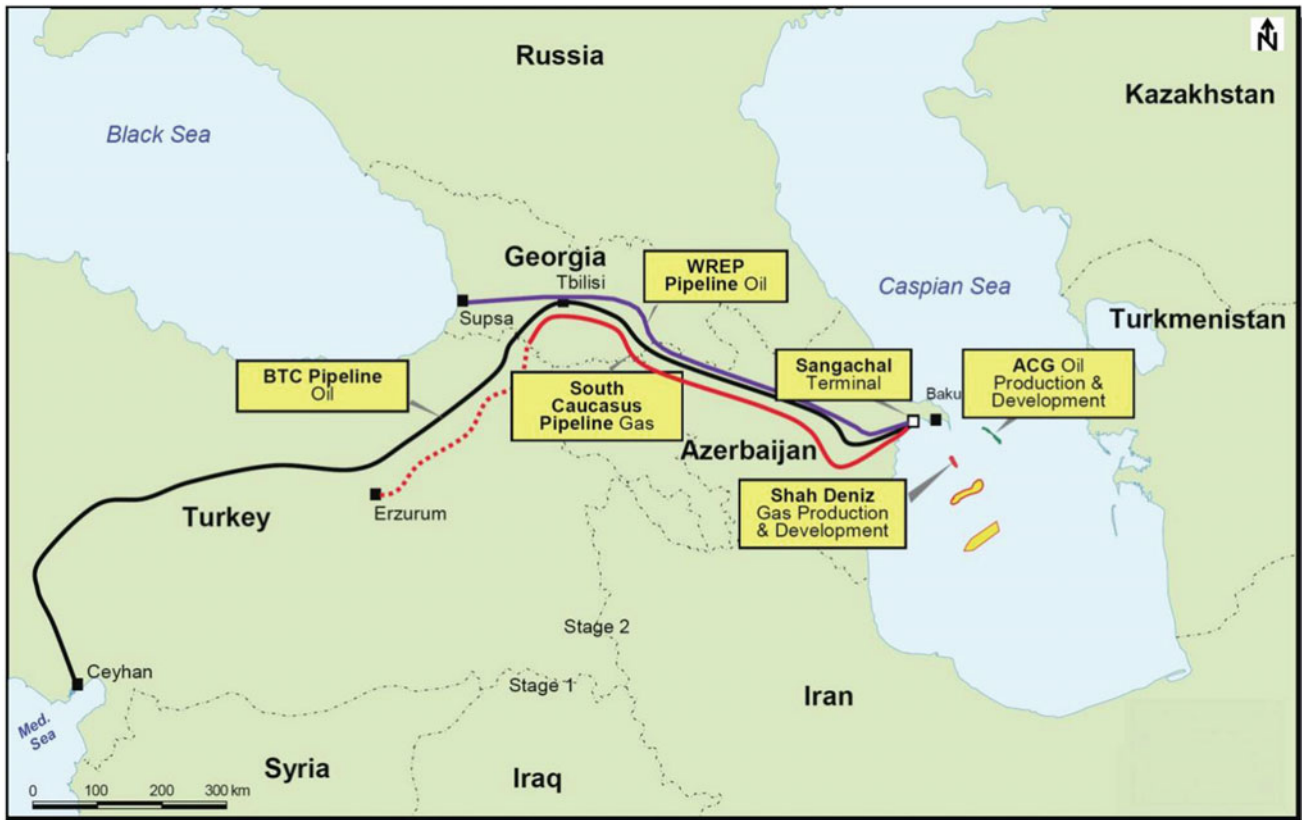 N
Russia
Kazakhstan
Black Sea
Georgia
Tbilisi
WREP
Pipeline Oil
Caspian Sea
Supsa
Turkmenistan
BTC Pipeline
Oil
South
Caucasus
Pipeline Gas
Sangachal
Terminal
Baku
ACG Oil
Production &
Development
Azerbaijan
Shah Deniz
Gas Production
& Development
Turkey
Erzurum
Stage 2
Ceyhan
Stage 1
Iran
Med.
Sea
Syria
Iraq
0 100 200 300 km